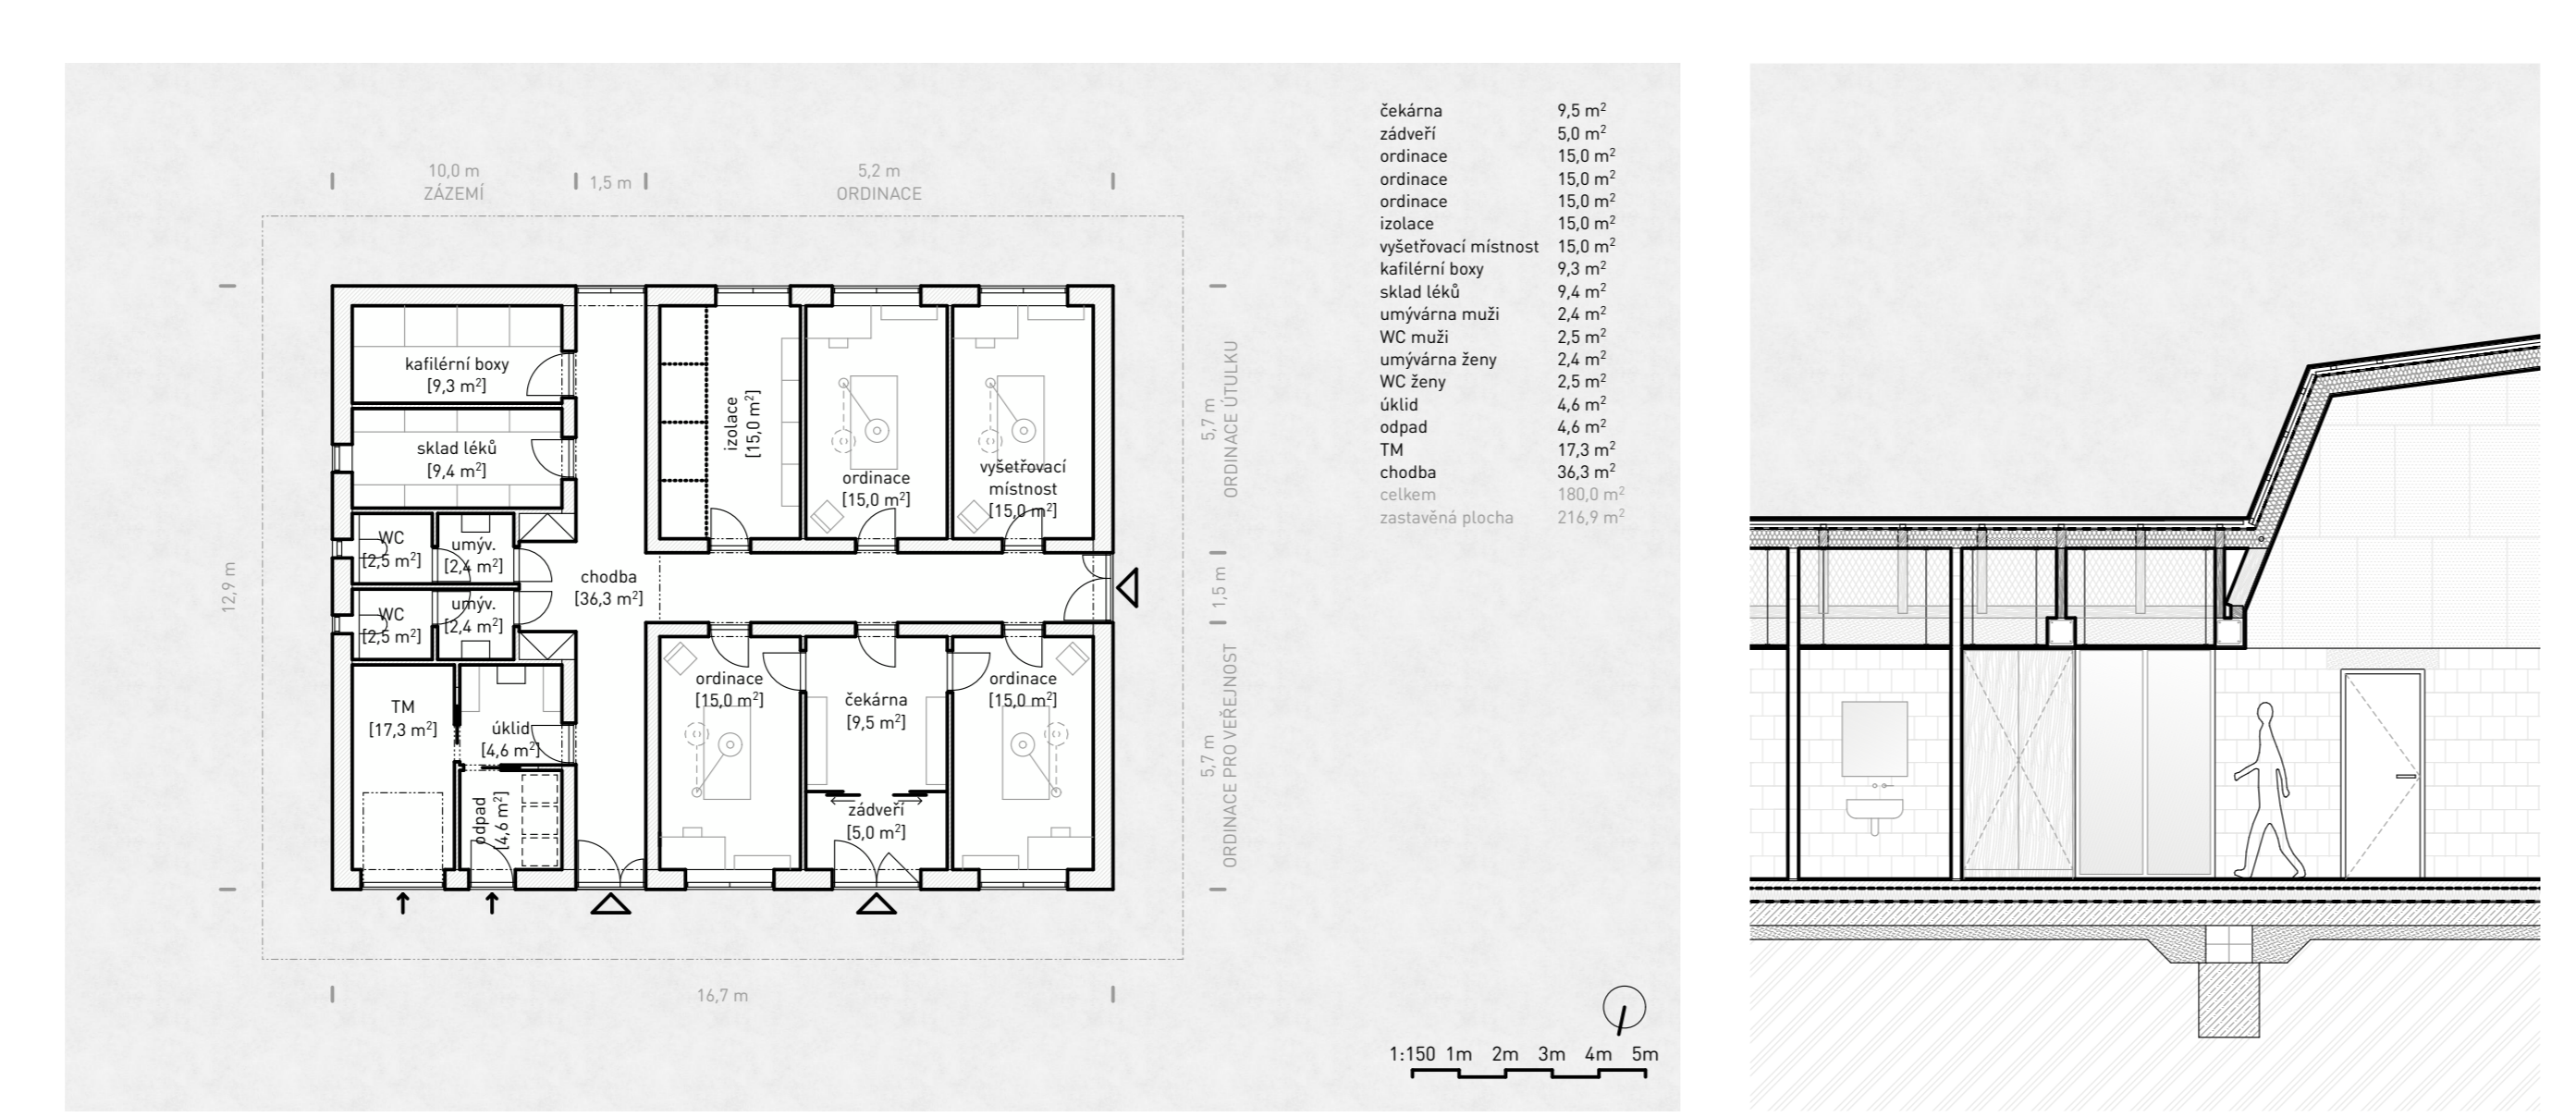 10,0 m
ZÁZEMÍ
1,5 m
5,2 m
ORDINACE
12,9 m
5,7 m
ORDINACE ÚTULKU
1,5 m
5,7 m
ORDINACE PRO VEŘEJNOST
16,7 m
kafilérní boxy
[9,3 m²]
sklad léků
[9,4 m²]
WC
[2,5 m²]
umýv.
[2,4 m²]
WC
[2,5 m²]
umýv.
[2,4 m²]
chodba
[36,3 m²]
TM
[17,3 m²]
úklid
[4,6 m²]
odpad
[4,6 m²]
izolace
[15,0 m²]
ordinace
[15,0 m²]
vyšetřovací
místnost
[15,0 m²]
ordinace
[15,0 m²]
čekárna
[9,5 m²]
zádveří
[5,0 m²]
ordinace
[15,0 m²]
čekárna 9,5 m²
zádveří 5,0 m²
ordinace 15,0 m²
ordinace 15,0 m²
ordinace 15,0 m²
izolace 15,0 m²
vyšetřovací místnost 15,0 m²
kafilérní boxy 9,3 m²
sklad léků 9,4 m²
umývárna muži 2,4 m²
WC muži 2,5 m²
umývárna ženy 2,4 m²
WC ženy 2,5 m²
úklid 4,6 m²
odpad 4,6 m²
TM 17,3 m²
chodba 36,3 m²
celkem 180,0 m²
zastavěná plocha 216,9 m²
1:150 1m 2m 3m 4m 5m